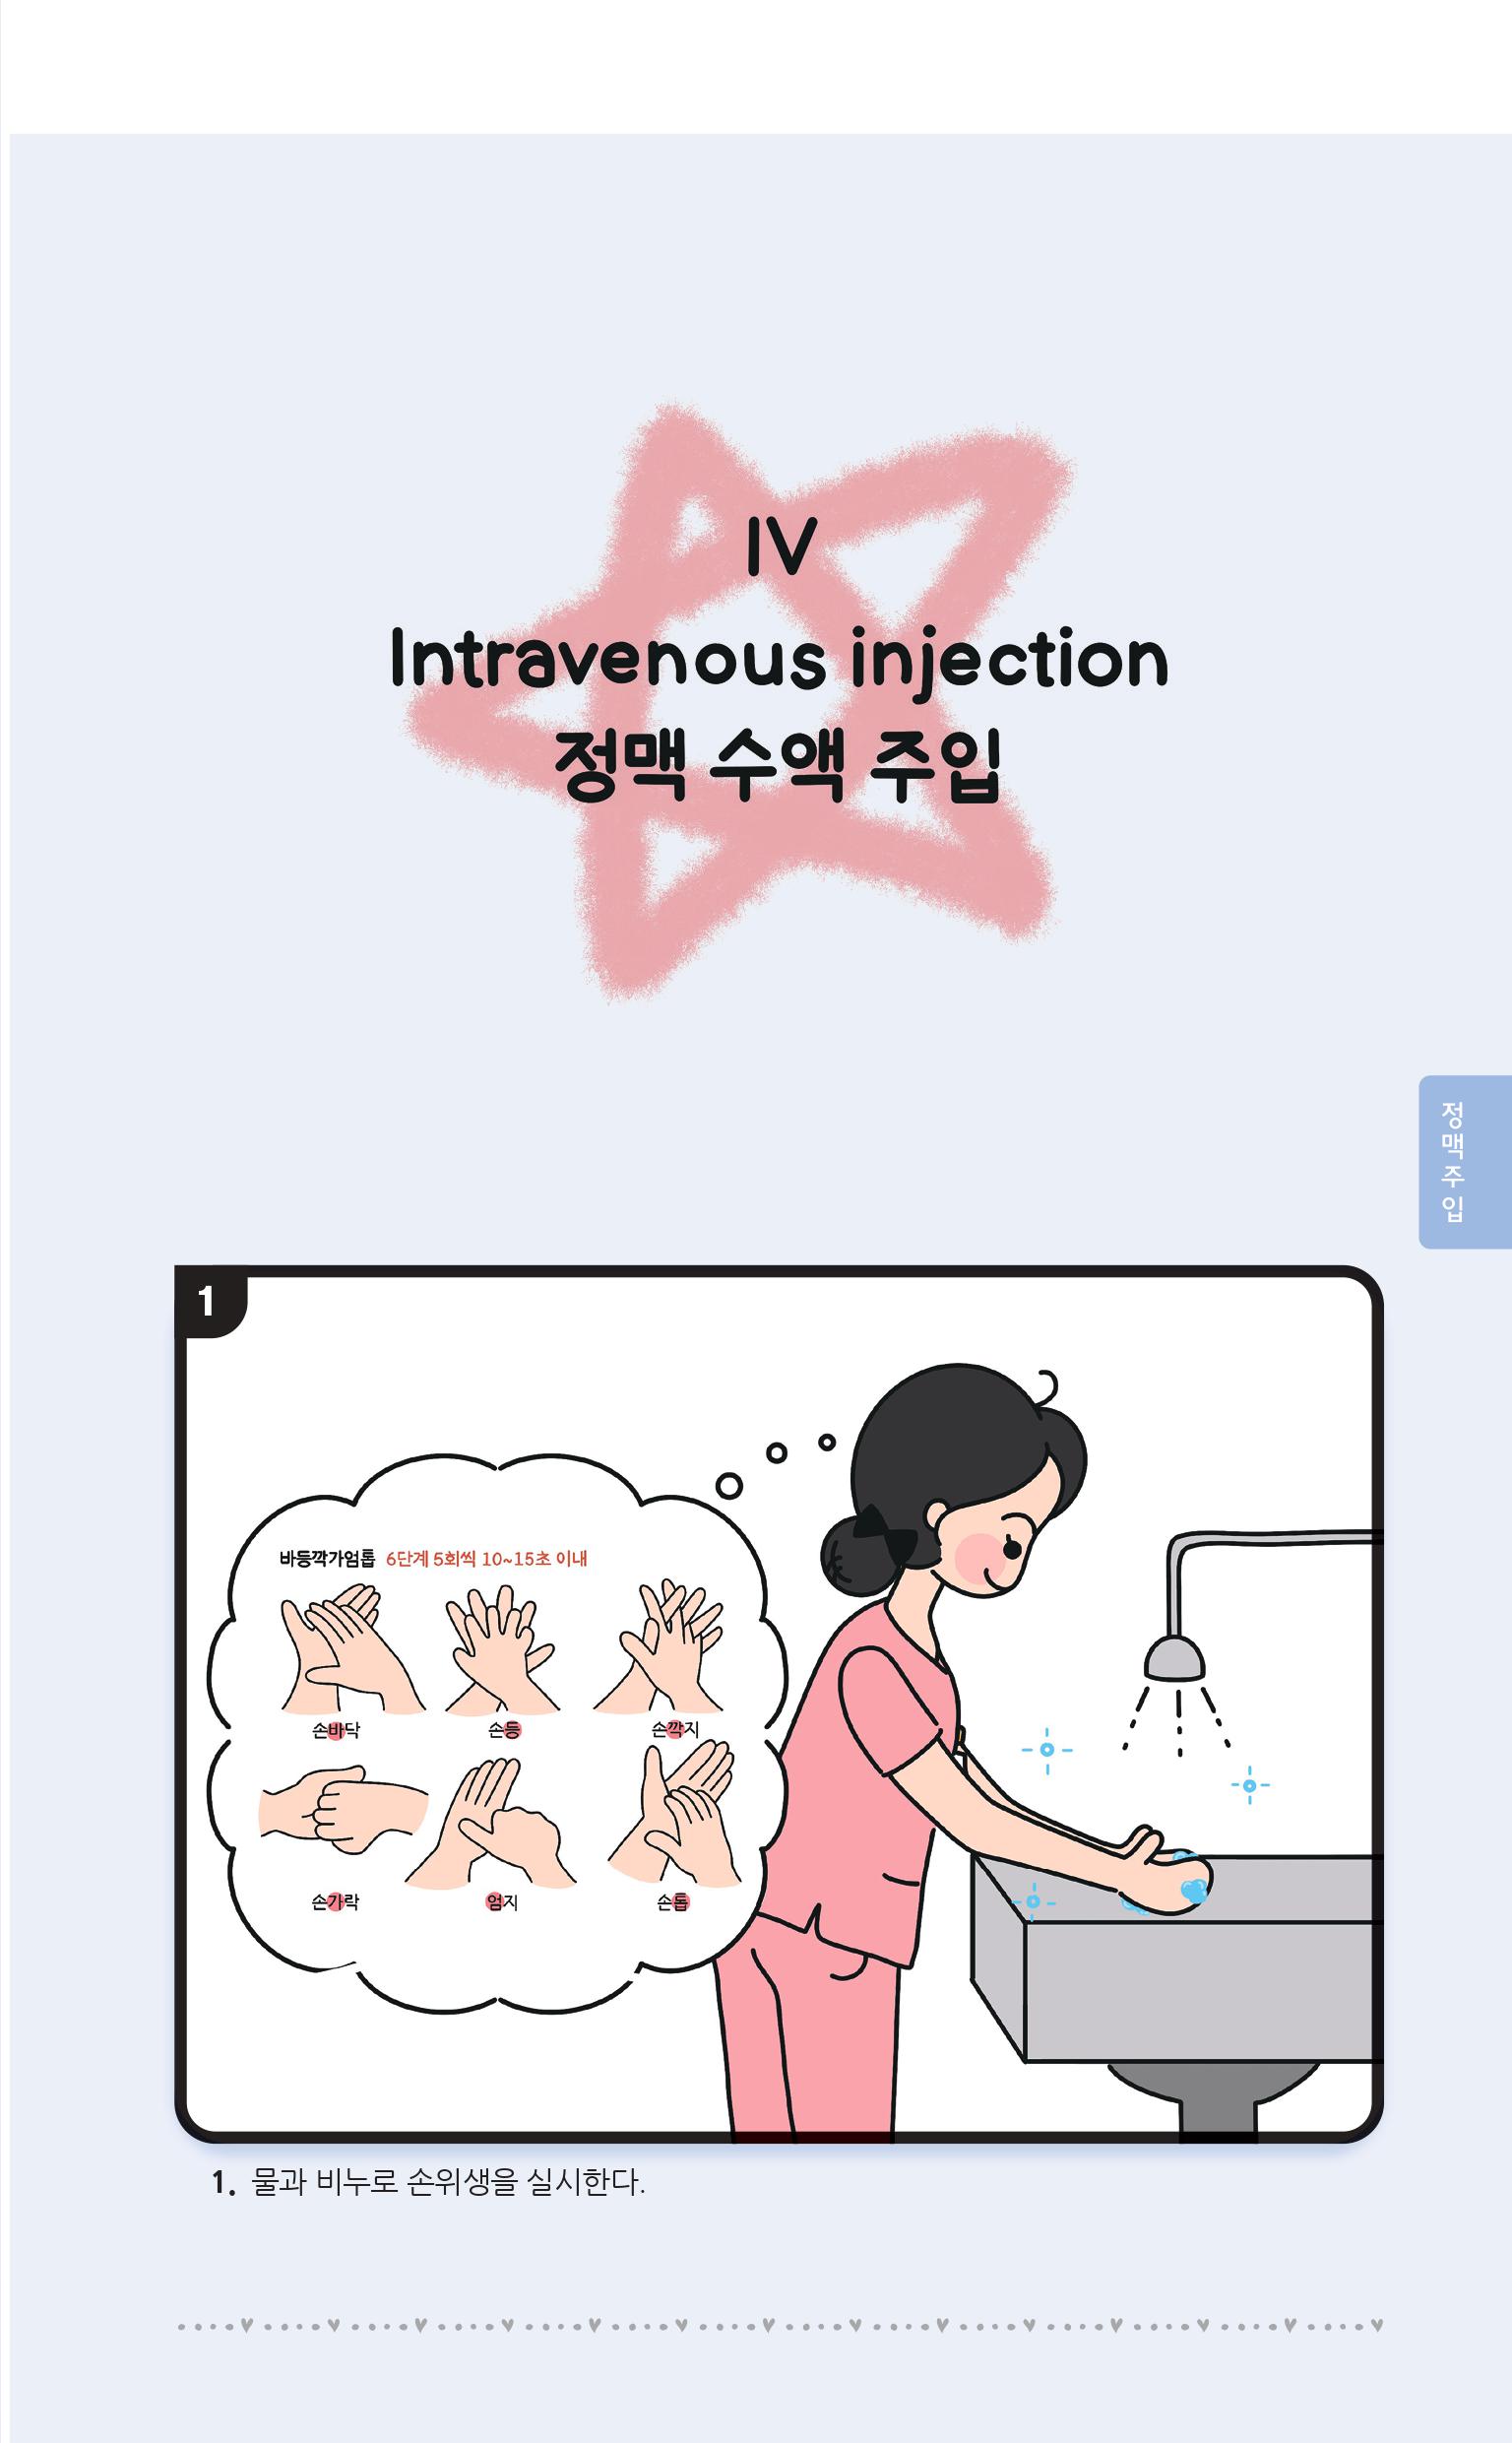 IV
Intravenous injection
정맥 수액 주입
정맥주입
1
바등깍가엄톱 6단계 5회씩 10~15초 이내
손바닥 손등 손깍지
손가락 엄지 손톱
1. 물과 비누로 손위생을 실시한다.